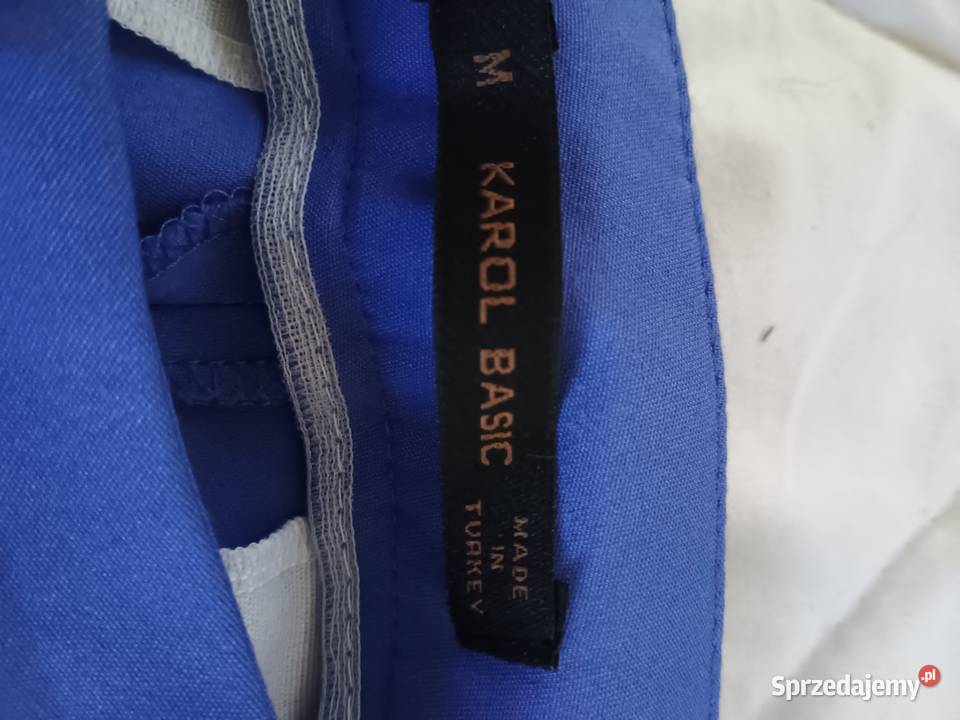 M KAROL BASIC
MADE
IN
TURKEY
Sprzedajemy.pl